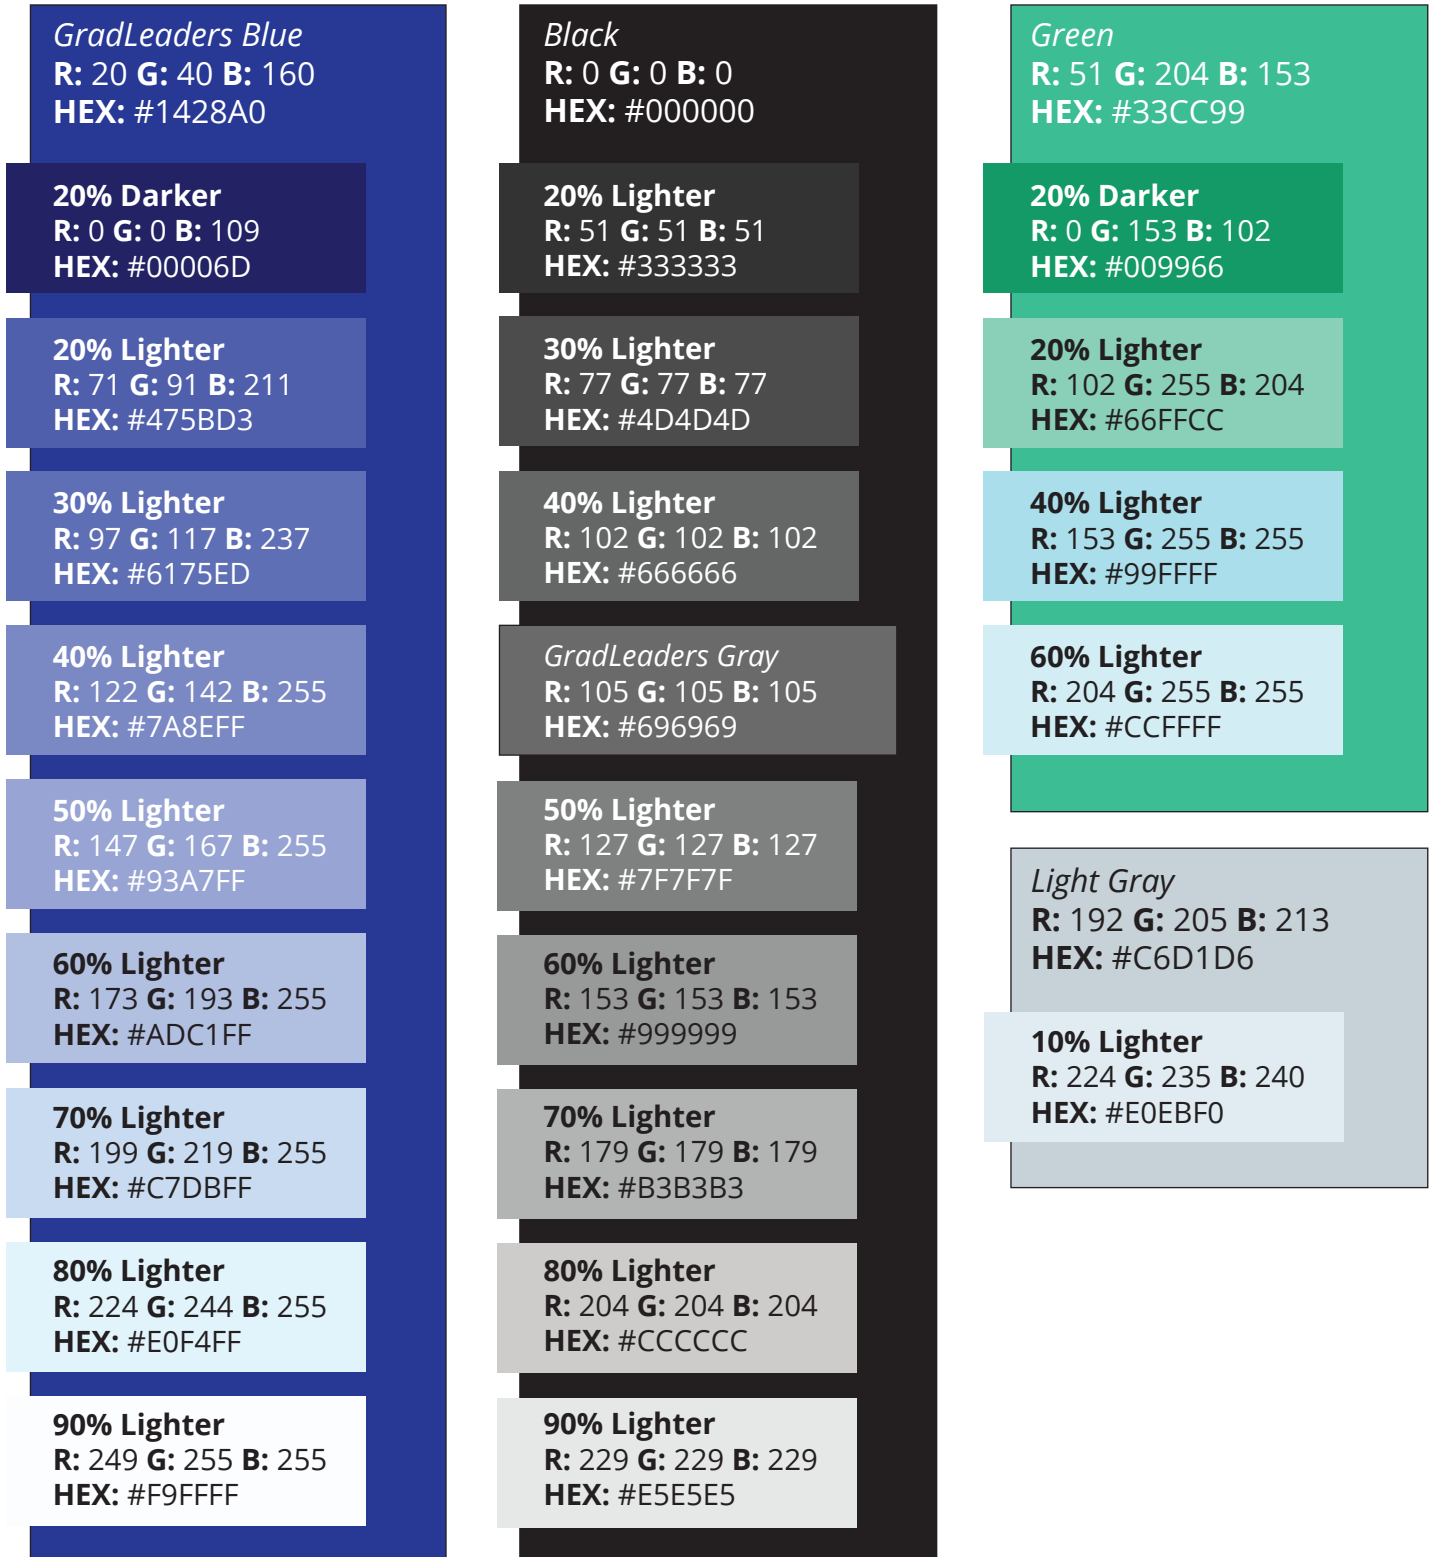 GradLeaders Blue
R: 20 G: 40 B: 160
HEX: #1428A0
20% Darker
R: 0 G: 0 B: 109
HEX: #00006D
20% Lighter
R: 71 G: 91 B: 211
HEX: #475BD3
30% Lighter
R: 97 G: 117 B: 237
HEX: #6175ED
40% Lighter
R: 122 G: 142 B: 255
HEX: #7A8EFF
50% Lighter
R: 147 G: 167 B: 255
HEX: #93A7FF
60% Lighter
R: 173 G: 193 B: 255
HEX: #ADC1FF
70% Lighter
R: 199 G: 219 B: 255
HEX: #C7DBFF
80% Lighter
R: 224 G: 244 B: 255
HEX: #E0F4FF
90% Lighter
R: 249 G: 255 B: 255
HEX: #F9FFFF
Black
R: 0 G: 0 B: 0
HEX: #000000
20% Lighter
R: 51 G: 51 B: 51
HEX: #333333
30% Lighter
R: 77 G: 77 B: 77
HEX: #4D4D4D
40% Lighter
R: 102 G: 102 B: 102
HEX: #666666
GradLeaders Gray
R: 105 G: 105 B: 105
HEX: #696969
50% Lighter
R: 127 G: 127 B: 127
HEX: #7F7F7F
60% Lighter
R: 153 G: 153 B: 153
HEX: #999999
70% Lighter
R: 179 G: 179 B: 179
HEX: #B3B3B3
80% Lighter
R: 204 G: 204 B: 204
HEX: #CCCCCC
90% Lighter
R: 229 G: 229 B: 229
HEX: #E5E5E5
Green
R: 51 G: 204 B: 153
HEX: #33CC99
20% Darker
R: 0 G: 153 B: 102
HEX: #009966
20% Lighter
R: 102 G: 255 B: 204
HEX: #66FFCC
40% Lighter
R: 153 G: 255 B: 255
HEX: #99FFFF
60% Lighter
R: 204 G: 255 B: 255
HEX: #CCFFFF
Light Gray
R: 192 G: 205 B: 213
HEX: #C6D1D6
10% Lighter
R: 224 G: 235 B: 240
HEX: #E0EBF0